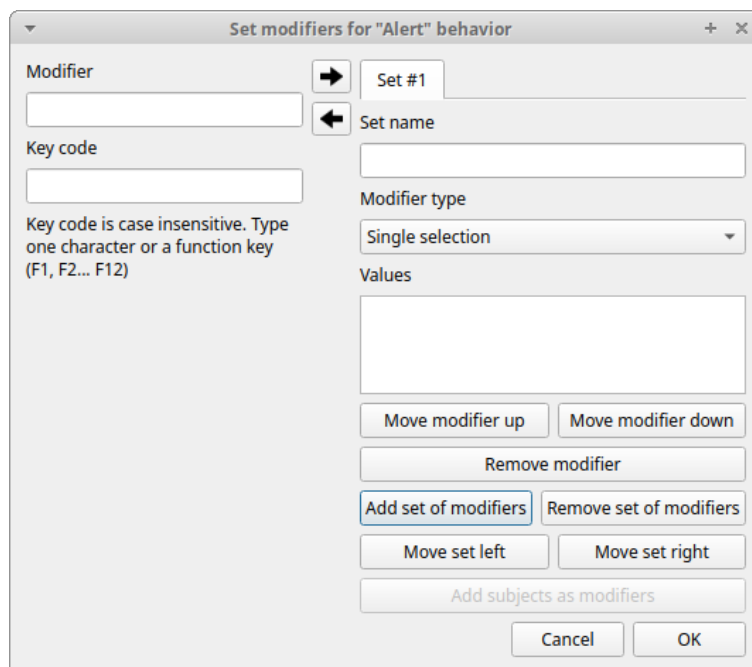 Set modifiers for "Alert" behavior
Modifier
Key code
Key code is case insensitive. Type
one character or a function key
(F1, F2... F12)
Set #1
Set name
Modifier type
Single selection
Values
Move modifier up
Move modifier down
Remove modifier
Add set of modifiers
Remove set of modifiers
Move set left
Move set right
Add subjects as modifiers
Cancel
OK